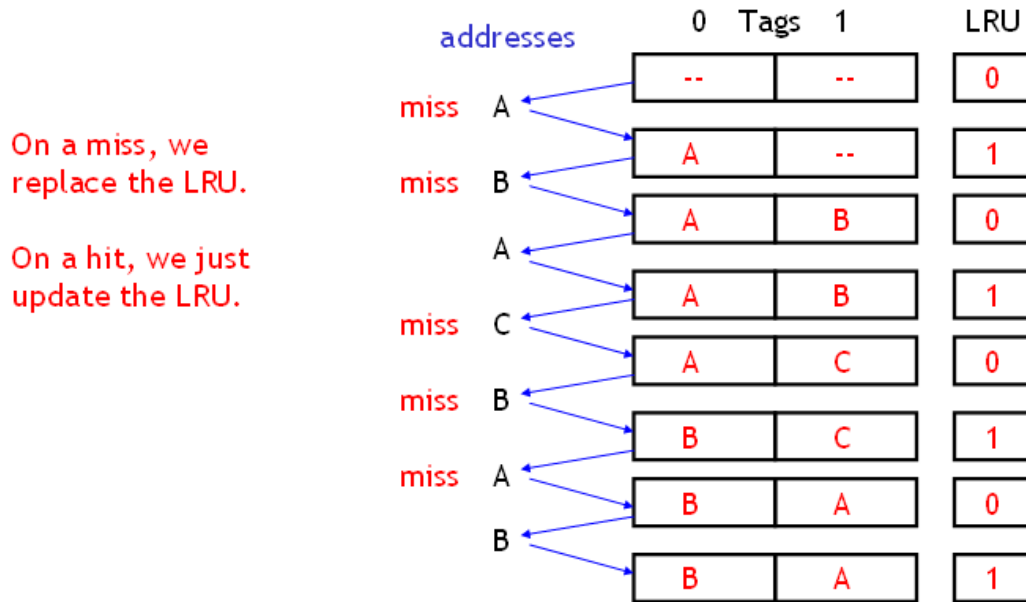 0 Tags 1 LRU
addresses
-- -- 0
miss A
A -- 1
On a miss, we
replace the LRU.
miss B
A B 0
On a hit, we just
update the LRU.
A
A B 1
miss C
A C 0
miss B
B C 1
miss A
B A 0
B
B A 1